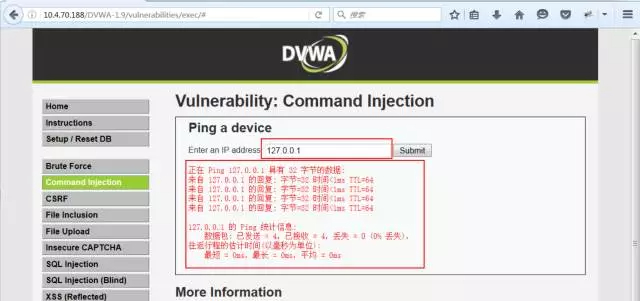 10.4.70.188/DVWA-1.9/vulnerabilities/exec/#
搜索
DVWA
Home
Instructions
Setup / Reset DB
Brute Force
Command Injection
CSRF
File Inclusion
File Upload
Insecure CAPTCHA
SQL Injection
SQL Injection (Blind)
XSS (Reflected)
Vulnerability: Command Injection
Ping a device
Enter an IP address 127.0.0.1 Submit
正在 Ping 127.0.0.1 具有 32 字节的数据:
来自 127.0.0.1 的回复: 字节=32 时间<1ms TTL=64
来自 127.0.0.1 的回复: 字节=32 时间<1ms TTL=64
来自 127.0.0.1 的回复: 字节=32 时间<1ms TTL=64
来自 127.0.0.1 的回复: 字节=32 时间<1ms TTL=64
127.0.0.1 的 Ping 统计信息:
数据包: 已发送 = 4, 已接收 = 4, 丢失 = 0 (0% 丢失),
往返行程的估计时间(以毫秒为单位):
最短 = 0ms, 最长 = 0ms, 平均 = 0ms
More Information